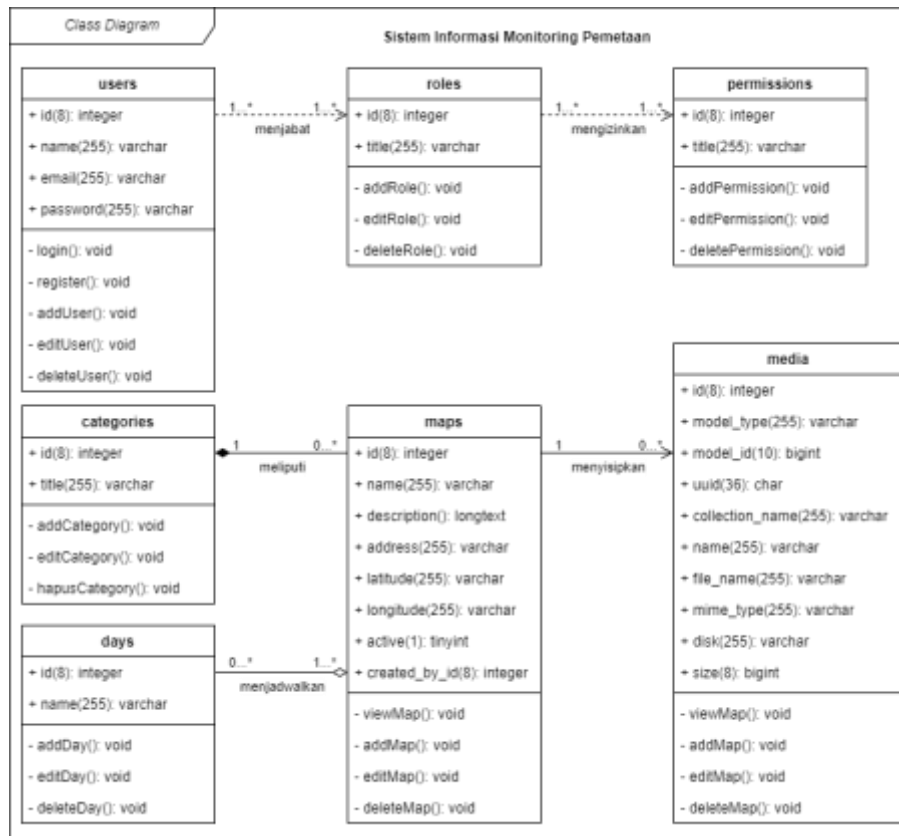 Class Diagram
Sistem Informasi Monitoring Pemetaan
users
+ id(8): integer
+ name(255): varchar
+ email(255): varchar
+ password(255): varchar
- login(): void
- register(): void
- addUser(): void
- editUser(): void
- deleteUser(): void
1...*
1...*
menjabat
roles
+ id(8): integer
+ title(255): varchar
- addRole(): void
- editRole(): void
- deleteRole(): void
1...*
1...*
mengizinkan
permissions
+ id(8): integer
+ title(255): varchar
- addPermission(): void
- editPermission(): void
- deletePermission(): void
categories
+ id(8): integer
+ title(255): varchar
- addCategory(): void
- editCategory(): void
- hapusCategory(): void
1
0...*
meliputi
maps
+ id(8): integer
+ name(255): varchar
+ description(): longtext
+ address(255): varchar
+ latitude(255): varchar
+ longitude(255): varchar
+ active(1): tinyint
+ created_by_id(8): integer
- viewMap(): void
- addMap(): void
- editMap(): void
- deleteMap(): void
1
0...*
menyisipkan
media
+ id(8): integer
+ model_type(255): varchar
+ model_id(10): bigint
+ uuid(36): char
+ collection_name(255): varchar
+ name(255): varchar
+ file_name(255): varchar
+ mime_type(255): varchar
+ disk(255): varchar
+ size(8): bigint
- viewMap(): void
- addMap(): void
- editMap(): void
- deleteMap(): void
days
+ id(8): integer
+ name(255): varchar
- addDay(): void
- editDay(): void
- deleteDay(): void
0...*
1...*
menjadwalkan